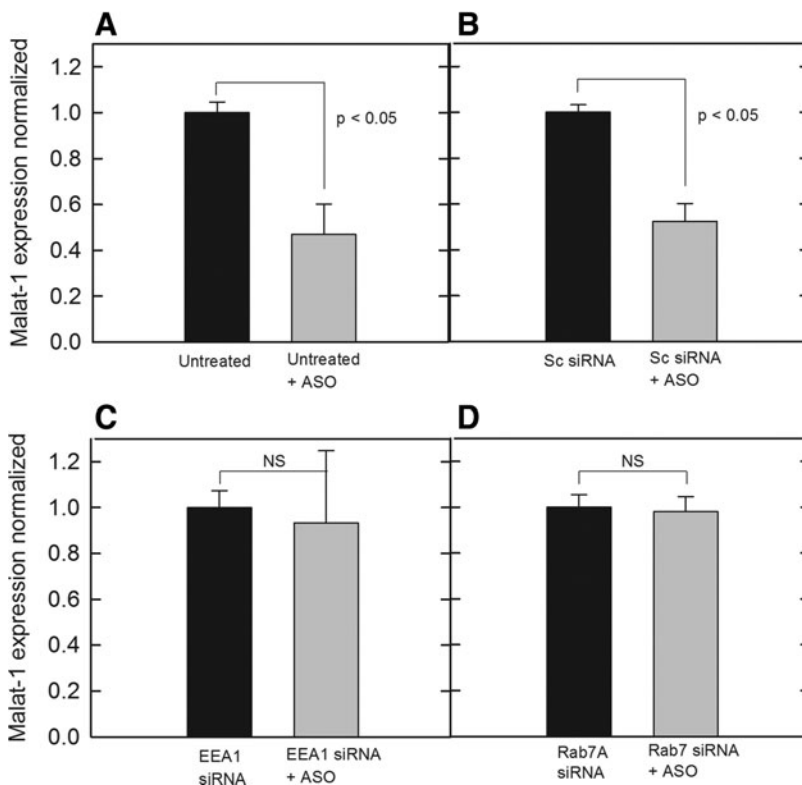 A
B
Malat-1 expression normalized
1.2
1.0
0.8
0.6
0.4
0.2
0.0
p < 0.05
p < 0.05
Untreated
Untreated
+ ASO
Sc siRNA
Sc siRNA
+ ASO
C
D
Malat-1 expression normalized
1.2
1.0
0.8
0.6
0.4
0.2
0.0
NS
NS
EEA1
siRNA
EEA1 siRNA
+ ASO
Rab7A
siRNA
Rab7 siRNA
+ ASO